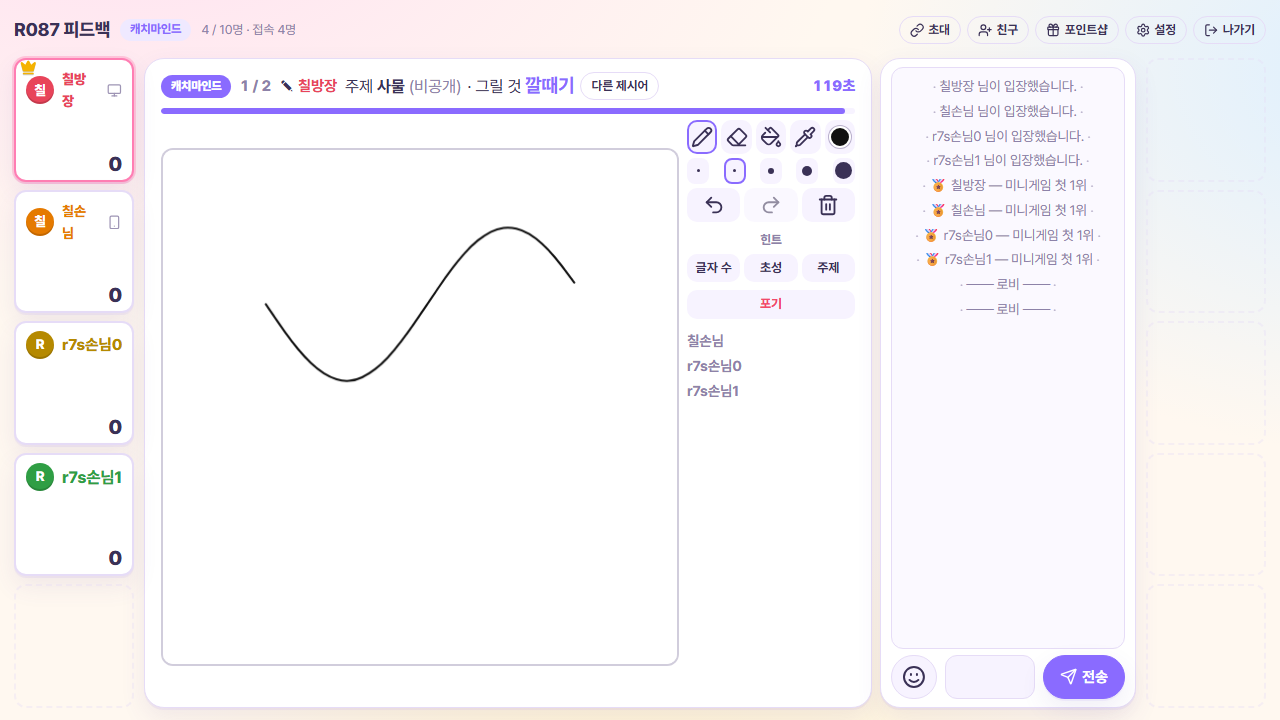 R087 피드백 캐치마인드 4 / 10명 · 접속 4명 초대 친구 포인트샵 설정 나가기
칠 칠방장
0
칠 칠손님
0
R r7s손님0
0
R r7s손님1
0
캐치마인드 1 / 2 칠방장 주제 사물 (비공개) · 그릴 것 깔때기 다른 제시어 119초
힌트
글자 수 초성 주제
포기
칠손님
r7s손님0
r7s손님1
· 칠방장 님이 입장했습니다. ·
· 칠손님 님이 입장했습니다. ·
· r7s손님0 님이 입장했습니다. ·
· r7s손님1 님이 입장했습니다. ·
· 🏅 칠방장 — 미니게임 첫 1위 ·
· 🏅 칠손님 — 미니게임 첫 1위 ·
· 🏅 r7s손님0 — 미니게임 첫 1위 ·
· 🏅 r7s손님1 — 미니게임 첫 1위 ·
· ── 로비 ── ·
· ── 로비 ── ·
전송